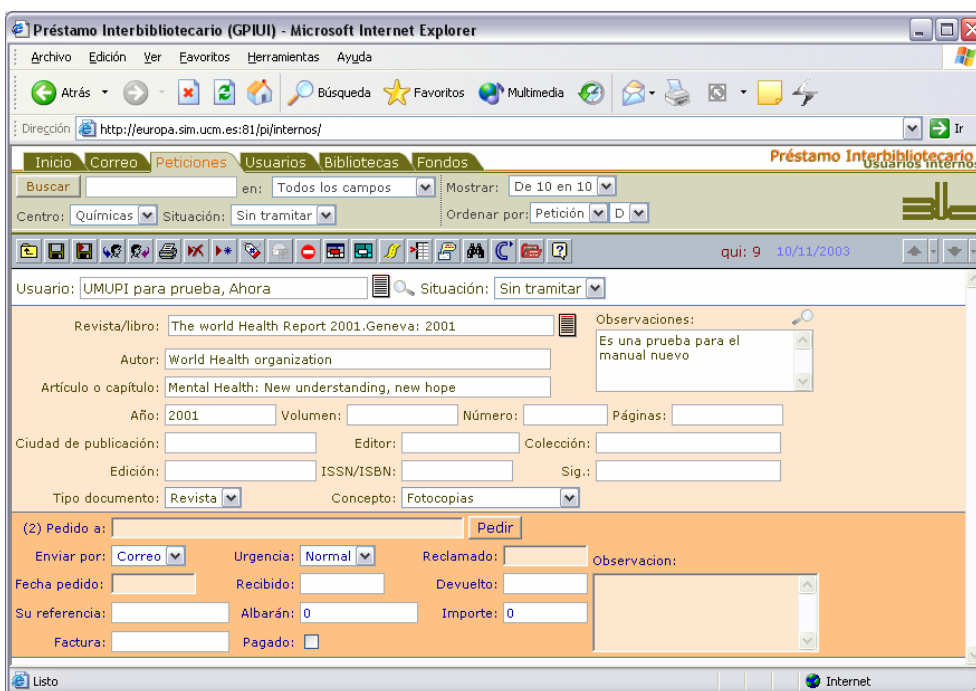 Préstamo Interbibliotecario (GPIUI) - Microsoft Internet Explorer
Archivo Edición Ver Favoritos Herramientas Ayuda
Atrás Búsqueda Favoritos Multimedia
Dirección http://europa.sim.ucm.es:81/pi/internos/ Ir
Inicio Correo Peticiones Usuarios Bibliotecas Fondos Préstamo Interbibliotecario
Usuarios internos
Buscar en: Todos los campos Mostrar: De 10 en 10
Centro: Químicas Situación: Sin tramitar Ordenar por: Petición D
qui: 9 10/11/2003
Usuario: UMUPI para prueba, Ahora Situación: Sin tramitar
Revista/libro: The world Health Report 2001.Geneva: 2001 Observaciones:
Es una prueba para el
manual nuevo
Autor: World Health organization
Artículo o capítulo: Mental Health: New understanding, new hope
Año: 2001 Volumen: Número: Páginas:
Ciudad de publicación: Editor: Colección:
Edición: ISSN/ISBN: Sig.:
Tipo documento: Revista Concepto: Fotocopias
(2) Pedido a: Pedir
Enviar por: Correo Urgencia: Normal Reclamado: Observacion:
Fecha pedido: Recibido: Devuelto:
Su referencia: Albarán: 0 Importe: 0
Factura: Pagado:
Listo Internet